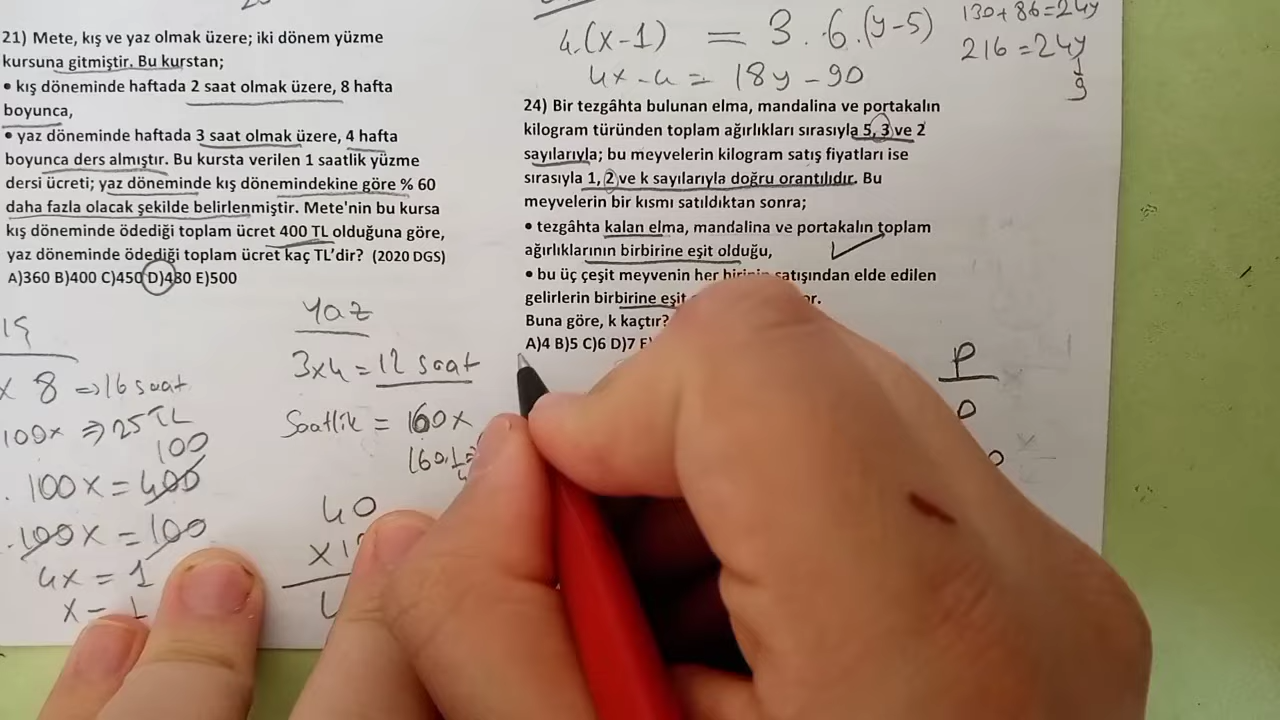 21) Mete, kış ve yaz olmak üzere; iki dönem yüzme
kursuna gitmiştir. Bu kurstan;
• kış döneminde haftada 2 saat olmak üzere, 8 hafta
boyunca,
• yaz döneminde haftada 3 saat olmak üzere, 4 hafta
boyunca ders almıştır. Bu kursta verilen 1 saatlik yüzme
dersi ücreti; yaz döneminde kış dönemindekine göre % 60
daha fazla olacak şekilde belirlenmiştir. Mete'nin bu kursa
kış döneminde ödediği toplam ücret 400 TL olduğuna göre,
yaz döneminde ödediği toplam ücret kaç TL'dir? (2020 DGS)
A)360 B)400 C)450 D)480 E)500
x 8 => 16 saat
100x => 25 TL
100
. 100x = 400
.100x = 100
4x = 1
x = 1
yaz
3x4 = 12 saat
Saatlik = 160x
160.1
4
40
4.(x-1) = 3.6.(y-5)
4x-4 = 18y-90
130+86=24y
216=24y
9
24) Bir tezgâhta bulunan elma, mandalina ve portakalın
kilogram türünden toplam ağırlıkları sırasıyla 5, 3 ve 2
sayılarıyla; bu meyvelerin kilogram satış fiyatları ise
sırasıyla 1, 2 ve k sayılarıyla doğru orantılıdır. Bu
meyvelerin bir kısmı satıldıktan sonra;
• tezgâhta kalan elma, mandalina ve portakalın toplam
ağırlıklarının birbirine eşit olduğu,
• bu üç çeşit meyvenin her birinin satışından elde edilen
gelirlerin birbirine eşit
Buna göre, k kaçtır?
A)4 B)5 C)6 D)7
P